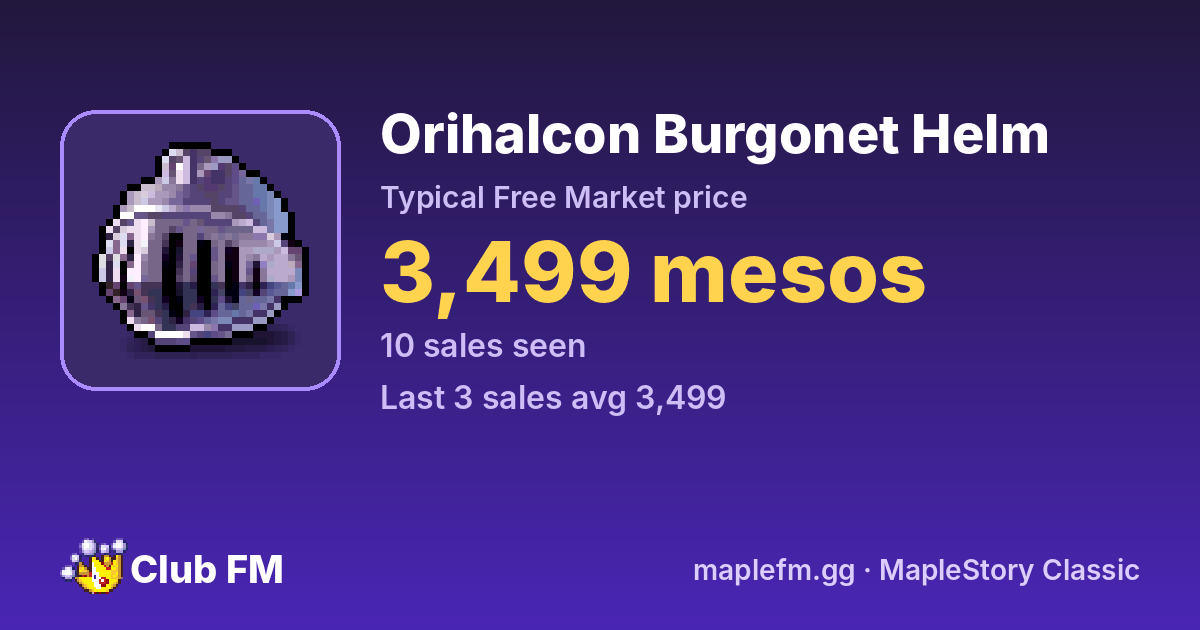 Orihalcon Burgonet Helm
Typical Free Market price
3,499 mesos
10 sales seen
Last 3 sales avg 3,499
Club FM
maplefm.gg · MapleStory Classic